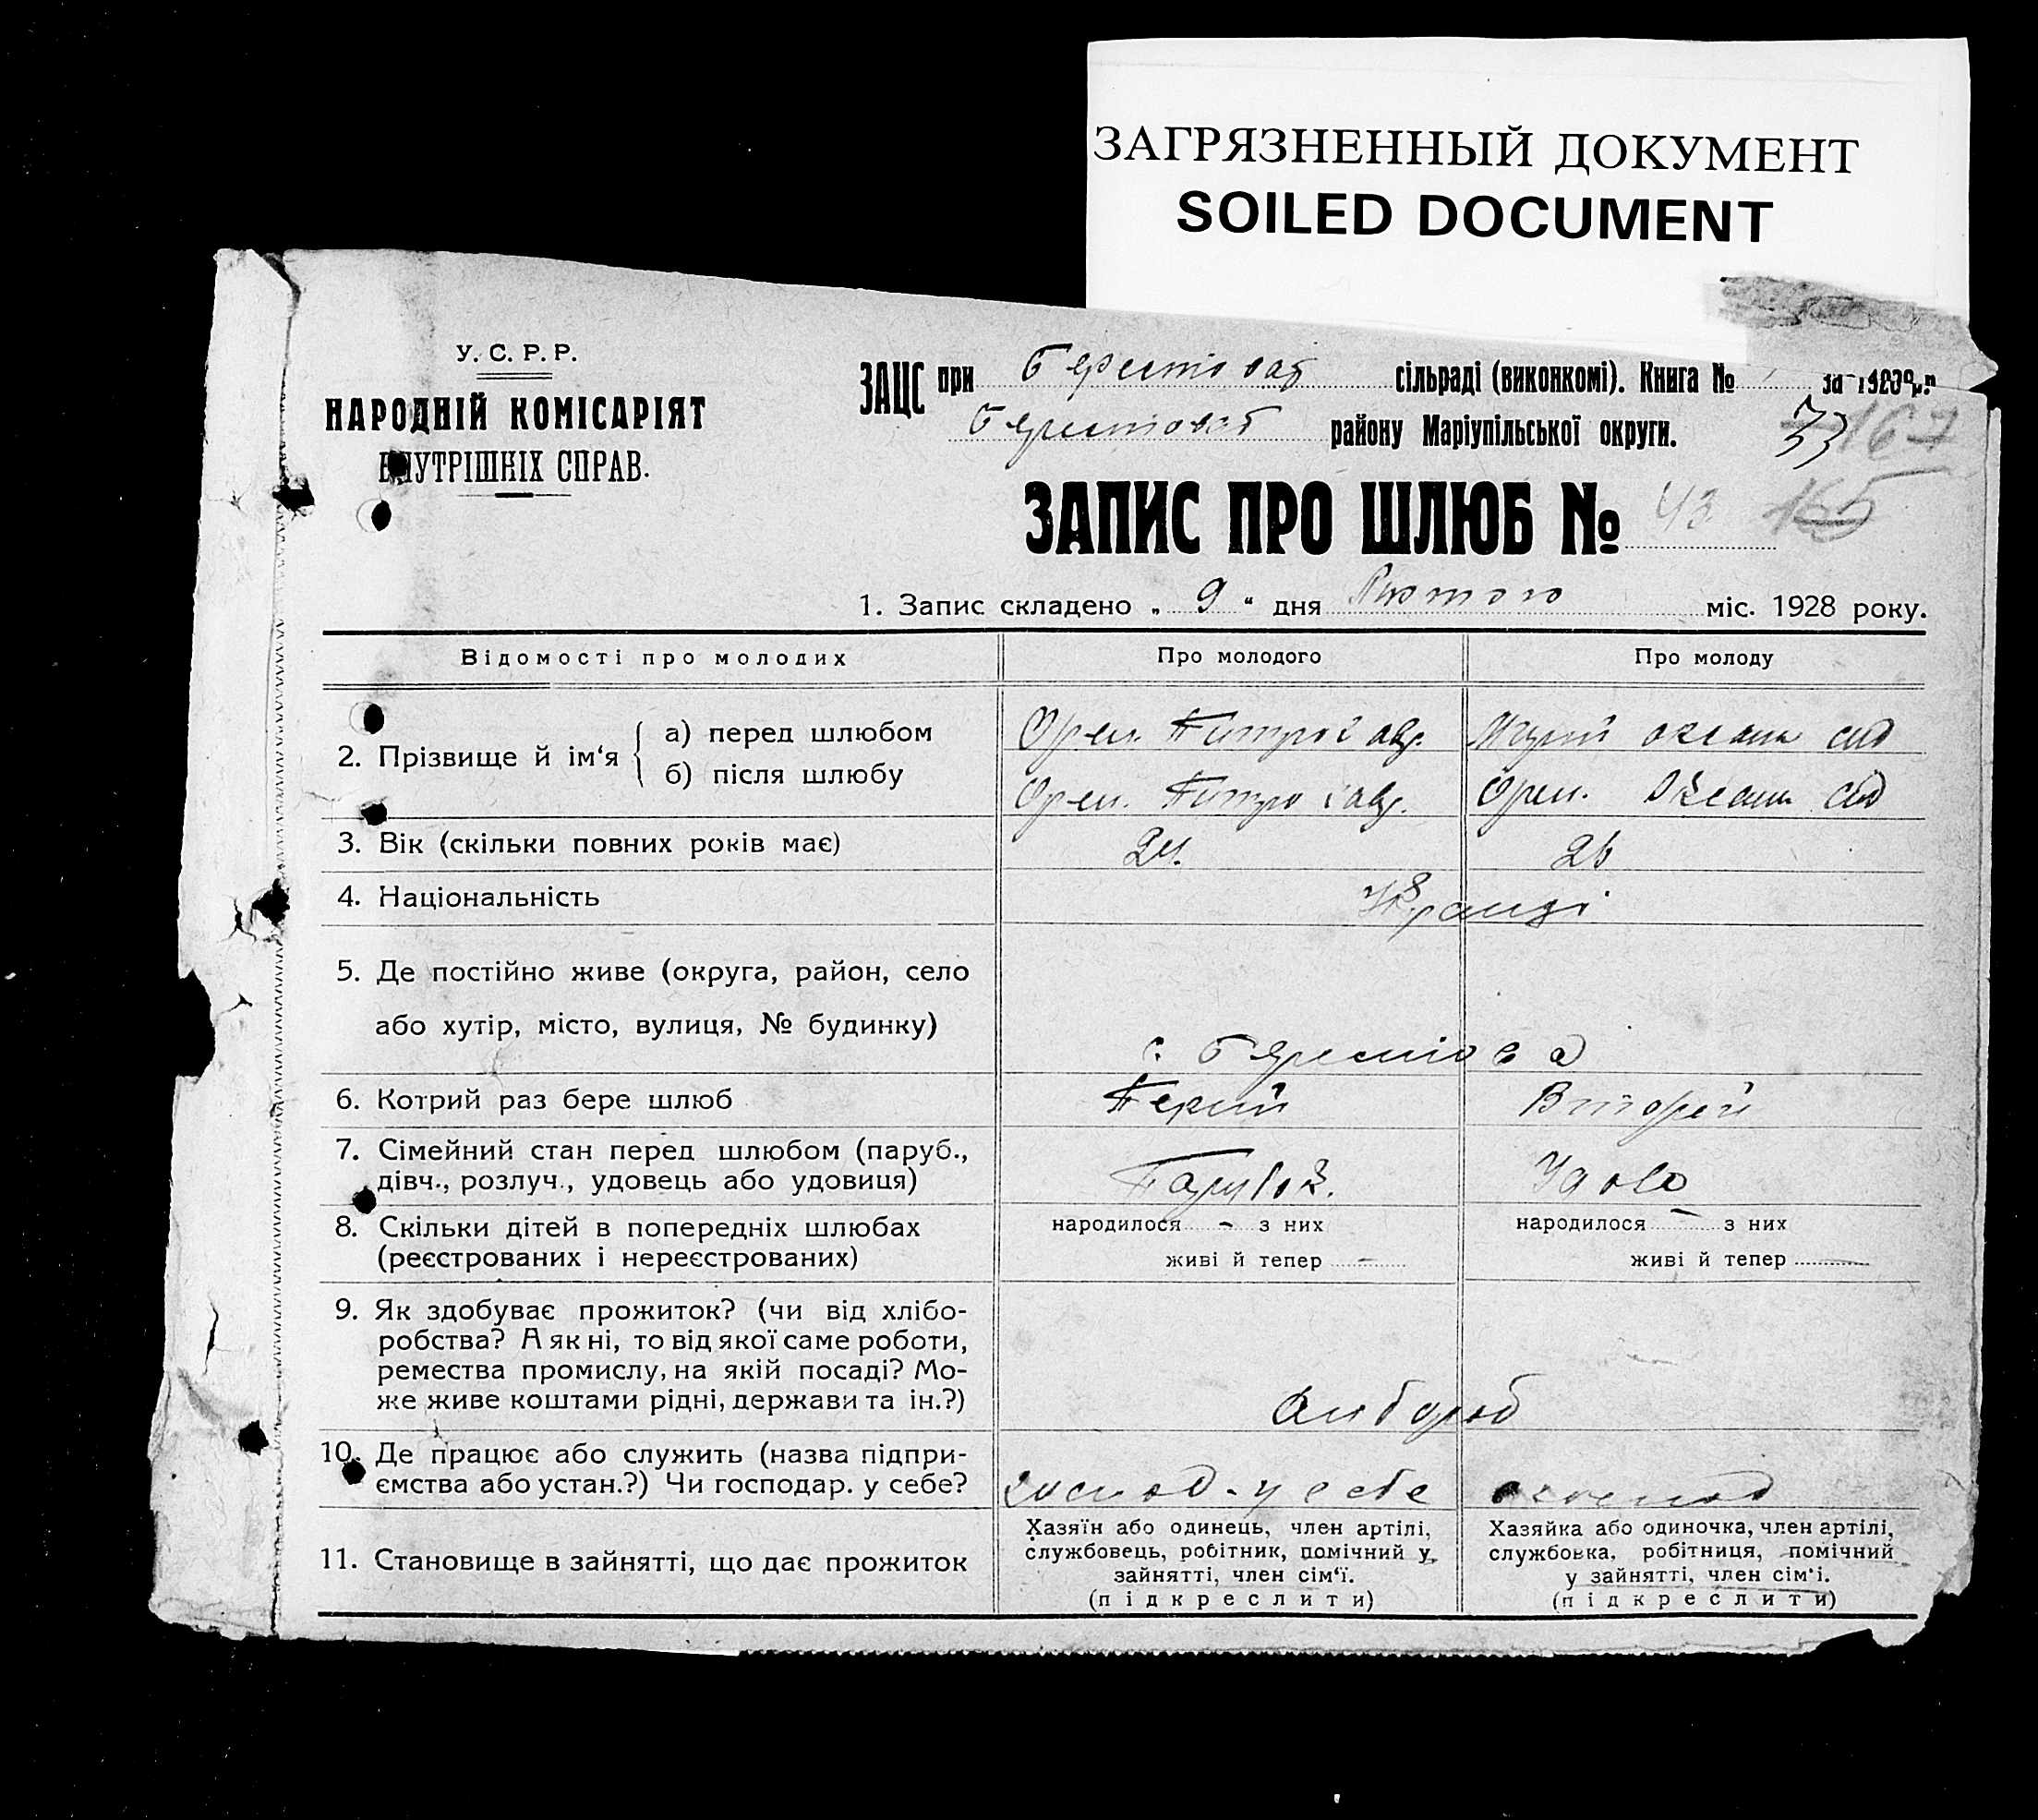 ЗАГРЯЗНЕННЫЙ ДОКУМЕНТ
SOILED DOCUMENT
У. С. Р. Р.
НАРОДНІЙ КОМІСАРІЯТ
ВНУТРІШНІХ СПРАВ.
ЗАЦС при сільраді (виконкомі). Книга № за
району Маріупільської округи. 33 167
ЗАПИС ПРО ШЛЮБ № 43 165
1. Запис складено „ 9 “ дня Лютого міс. 1928 року.
Відомості про молодих Про молодого Про молоду
2. Прізвище й ім‘я
а) перед шлюбом
б) після шлюбу
3. Вік (скільки повних років має) 24. 26
4. Національність
5. Де постійно живе (округа, район, село
або хутір, місто, вулиця, № будинку)
6. Котрий раз бере шлюб Перший Вторый
7. Сімейний стан перед шлюбом (паруб.,
дівч., розлуч., удовець або удовиця) Парубок. Удова
8. Скільки дітей в попередніх шлюбах
(реєстрованих і нереєстрованих)
народилося - з них
живі й тепер -
народилося - з них
живі й тепер
9. Як здобуває прожиток? (чи від хлібо-
робства? А як ні, то від якої саме роботи,
ремества промислу, на якій посаді? Мо-
же живе коштами рідні, держави та ін.?)
10. Де працює або служить (назва підпри-
ємства або устан.?) Чи господар. у себе? господ. у себе
11. Становище в зайнятті, що дає прожиток
Хазяїн або одинець, член артілі,
службовець, робітник, помічний у
зайнятті, член сім‘ї.
(підкреслити)
Хазяйка або одиночка, член артілі,
службовка, робітниця, помічний
у зайнятті, член сім‘і.
(підкреслити)